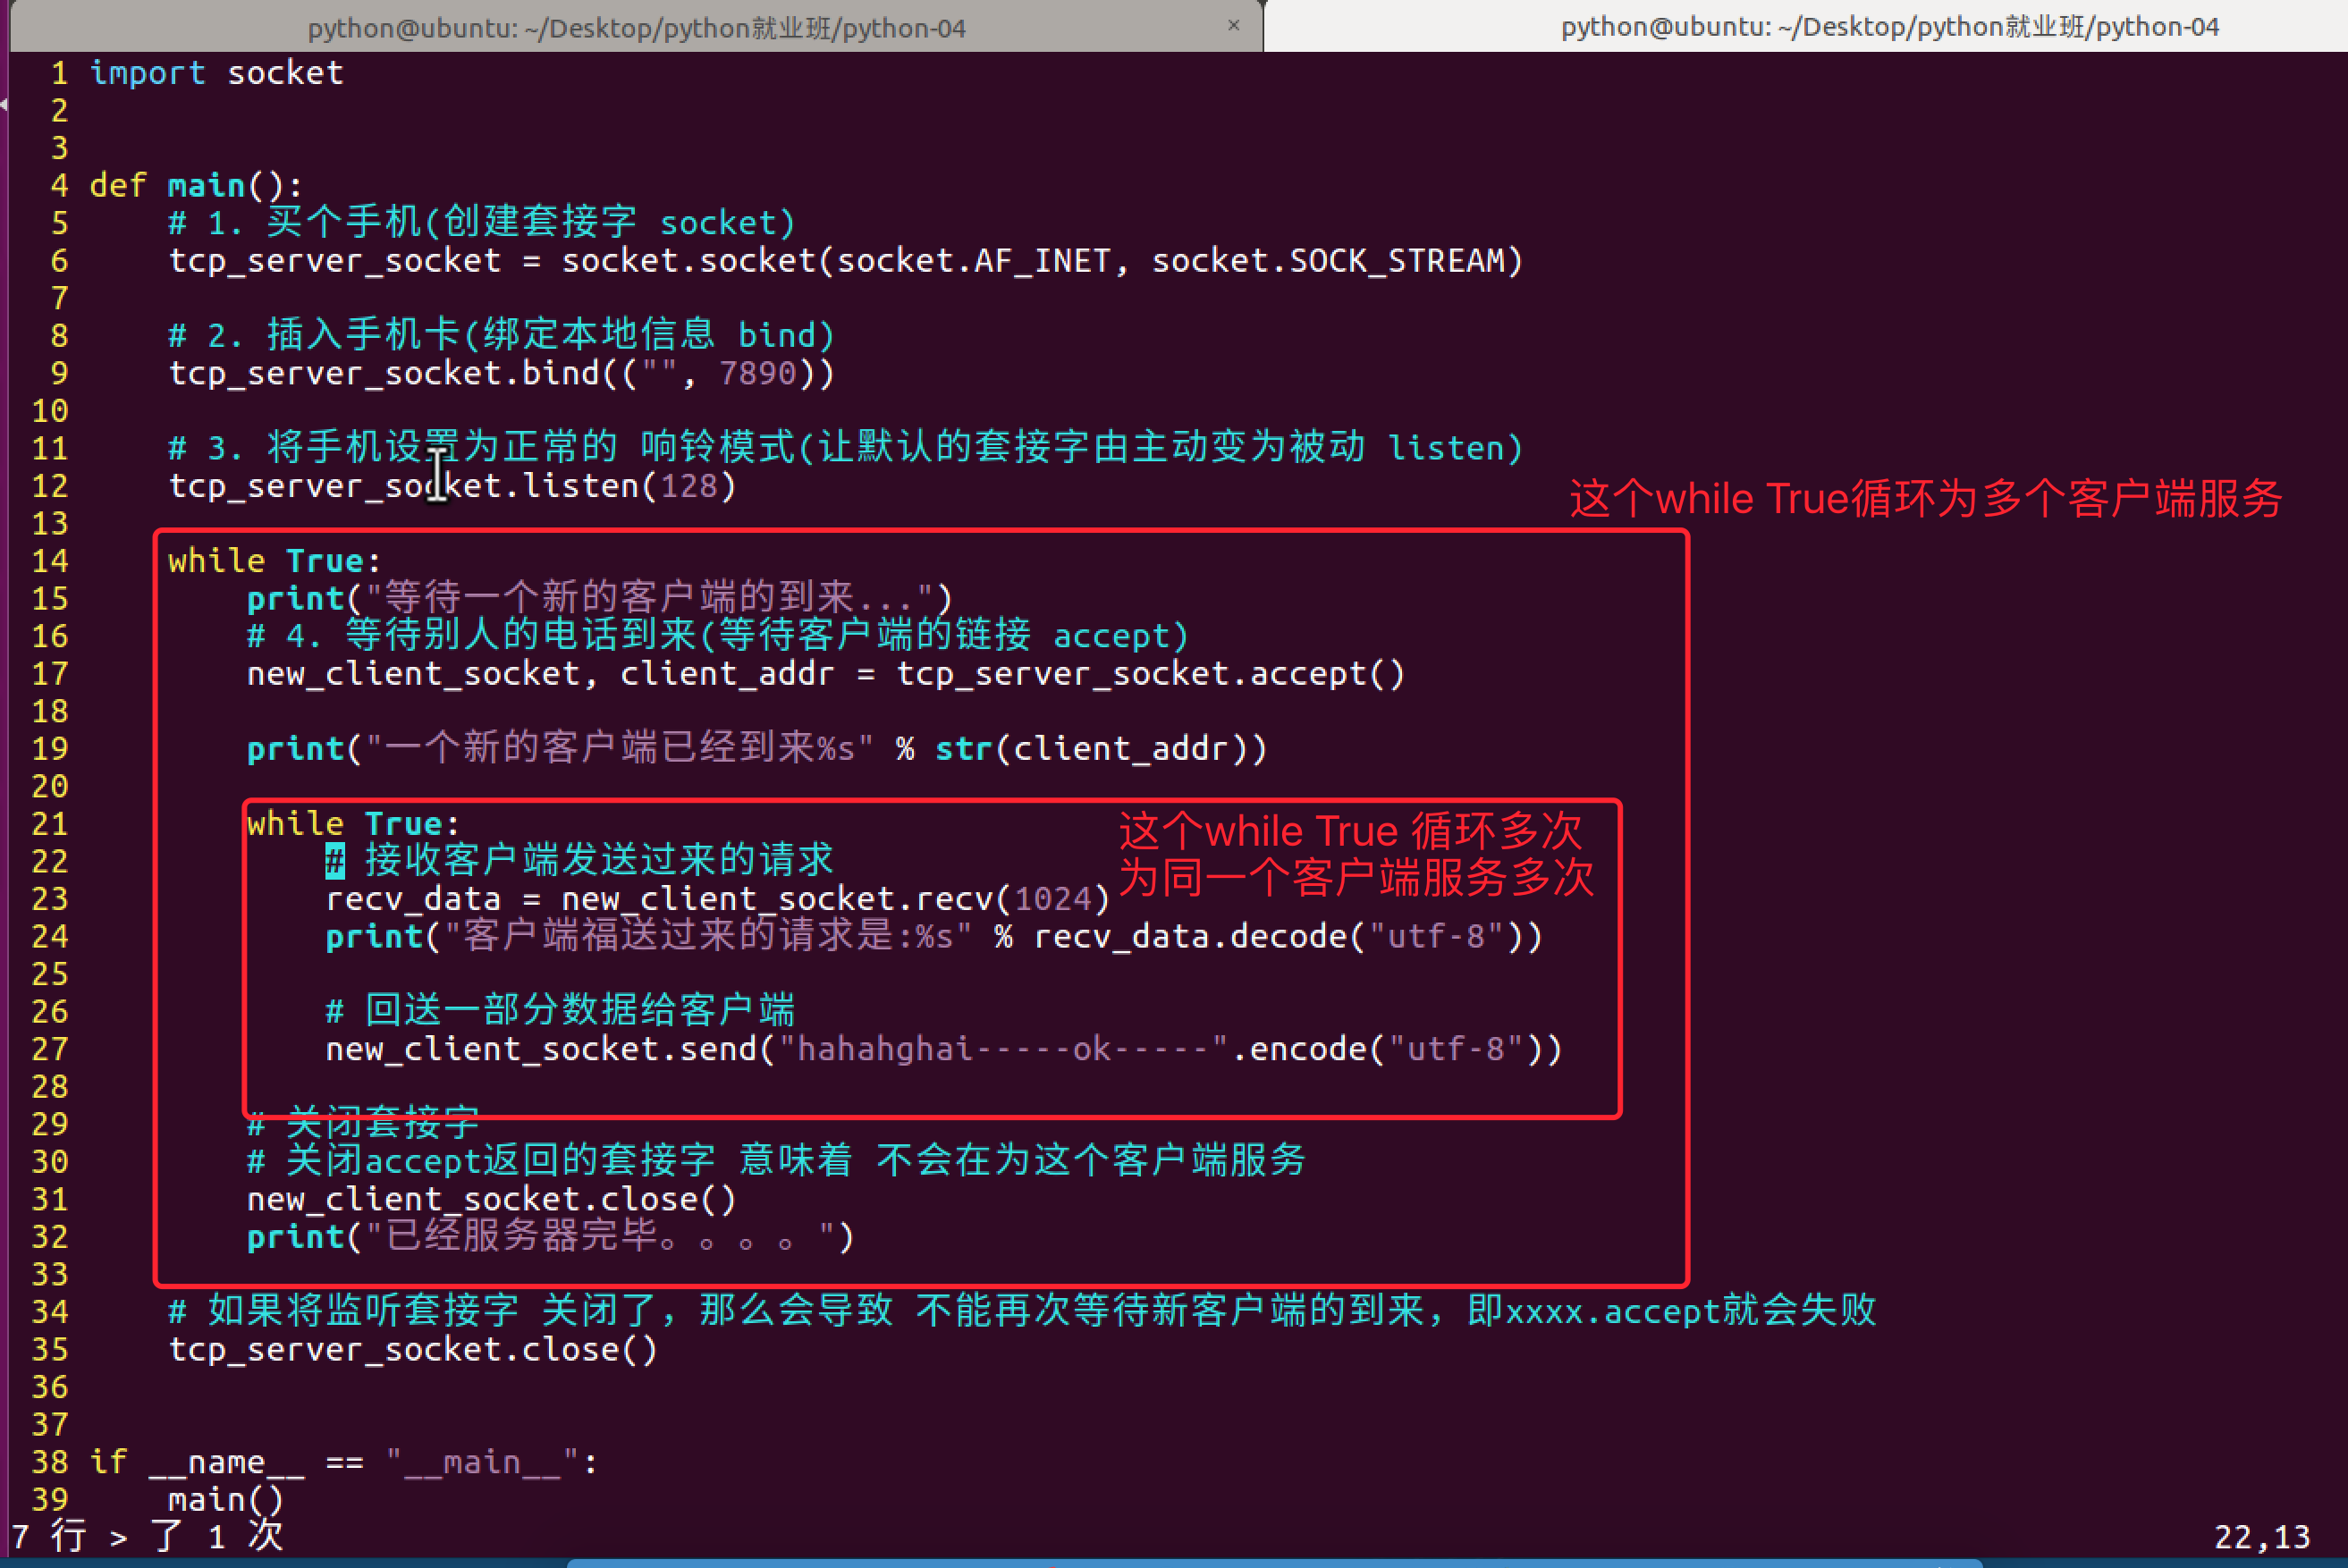 python@ubuntu: ~/Desktop/python就业班/python-04 ×
python@ubuntu: ~/Desktop/python就业班/python-04
1 import socket
2
3
4 def main():
5     # 1. 买个手机(创建套接字 socket)
6     tcp_server_socket = socket.socket(socket.AF_INET, socket.SOCK_STREAM)
7
8     # 2. 插入手机卡(绑定本地信息 bind)
9     tcp_server_socket.bind(("", 7890))
10
11     # 3. 将手机设置为正常的 响铃模式(让默认的套接字由主动变为被动 listen)
12     tcp_server_socket.listen(128)
这个while True循环为多个客户端服务
13
14     while True:
15         print("等待一个新的客户端的到来...")
16         # 4. 等待别人的电话到来(等待客户端的链接 accept)
17         new_client_socket, client_addr = tcp_server_socket.accept()
18
19         print("一个新的客户端已经到来%s" % str(client_addr))
20
21         while True:
这个while True 循环多次
为同一个客户端服务多次
22             # 接收客户端发送过来的请求
23             recv_data = new_client_socket.recv(1024)
24             print("客户端福送过来的请求是:%s" % recv_data.decode("utf-8"))
25
26             # 回送一部分数据给客户端
27             new_client_socket.send("hahahghai-----ok-----".encode("utf-8"))
28
29         # 关闭套接字
30         # 关闭accept返回的套接字 意味着 不会在为这个客户端服务
31         new_client_socket.close()
32         print("已经服务器完毕。。。。")
33
34     # 如果将监听套接字 关闭了，那么会导致 不能再次等待新客户端的到来，即xxxx.accept就会失败
35     tcp_server_socket.close()
36
37
38 if __name__ == "__main__":
39     main()
7 行 > 了 1 次 22,13